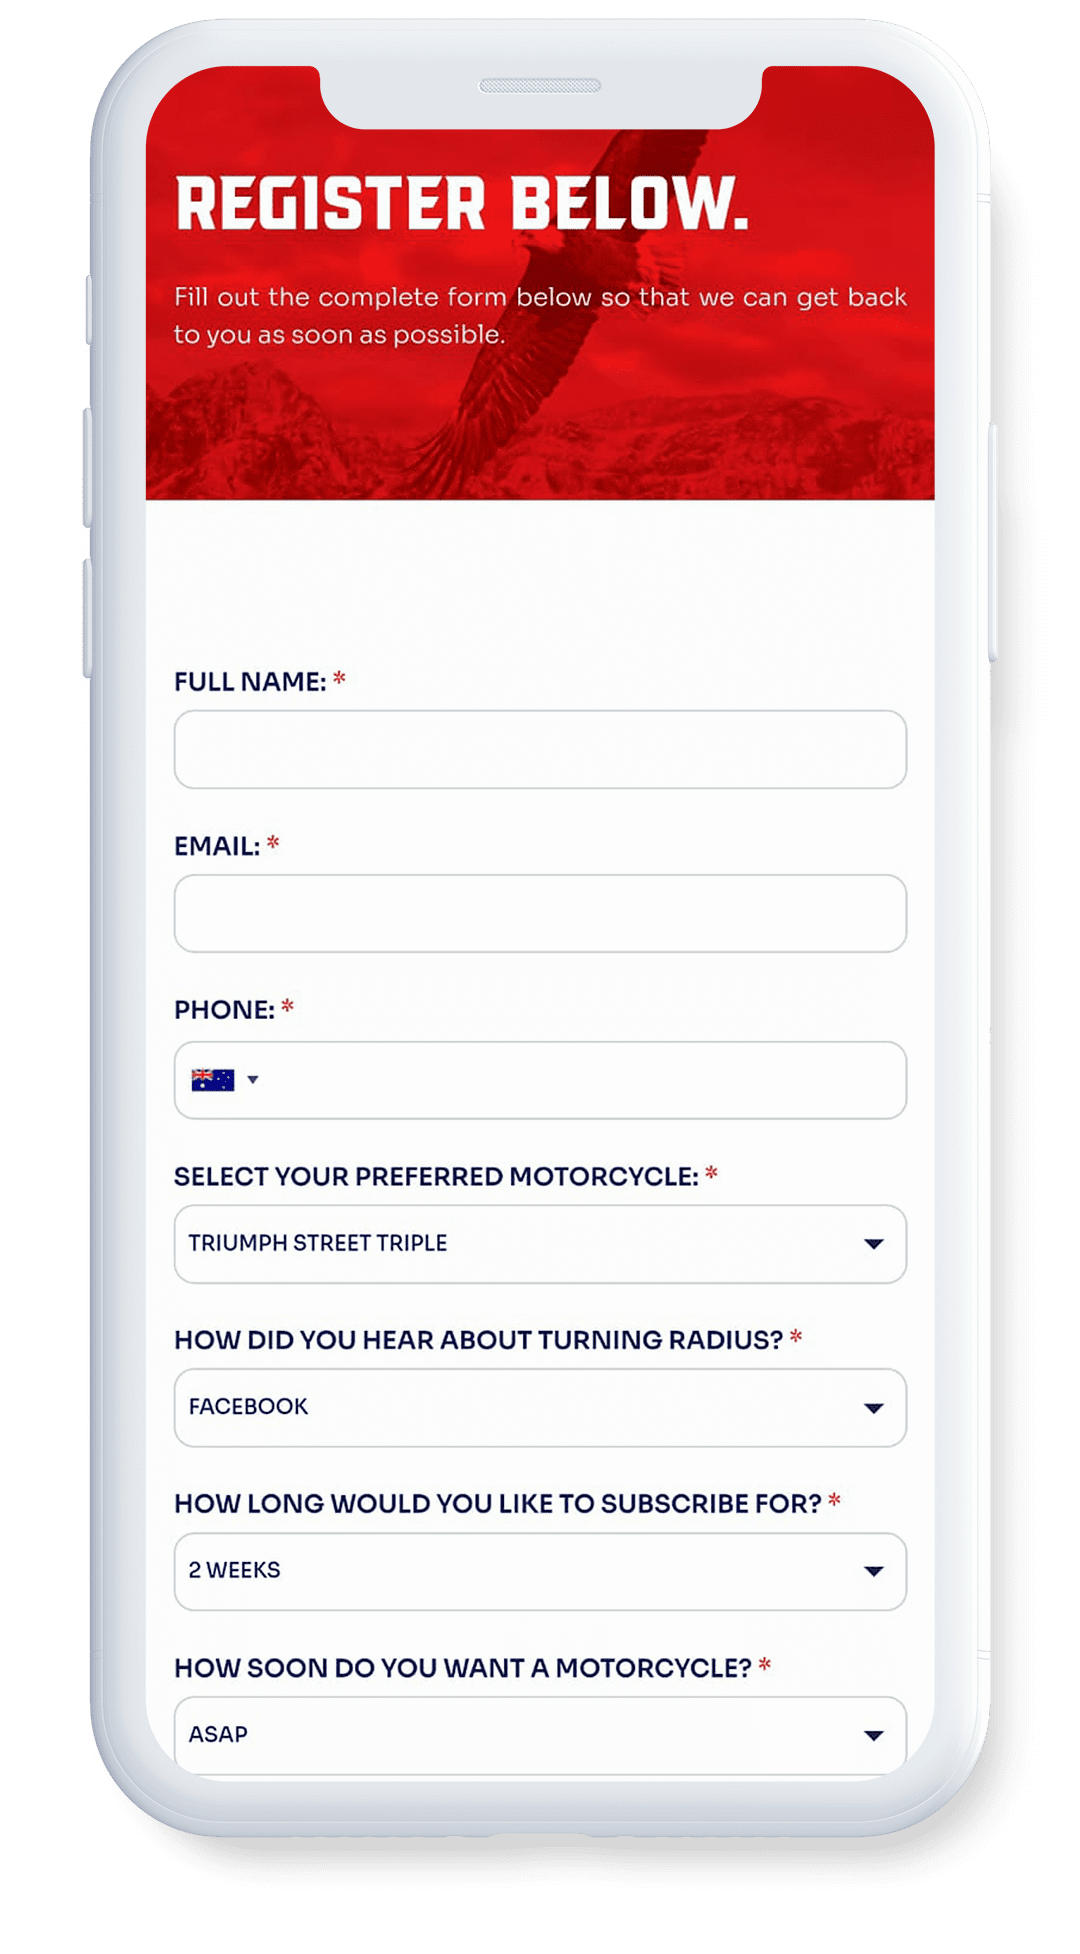 REGISTER BELOW.
Fill out the complete form below so that we can get back
to you as soon as possible.
FULL NAME: *
EMAIL: *
PHONE: *
SELECT YOUR PREFERRED MOTORCYCLE: *
TRIUMPH STREET TRIPLE
HOW DID YOU HEAR ABOUT TURNING RADIUS? *
FACEBOOK
HOW LONG WOULD YOU LIKE TO SUBSCRIBE FOR? *
2 WEEKS
HOW SOON DO YOU WANT A MOTORCYCLE? *
ASAP